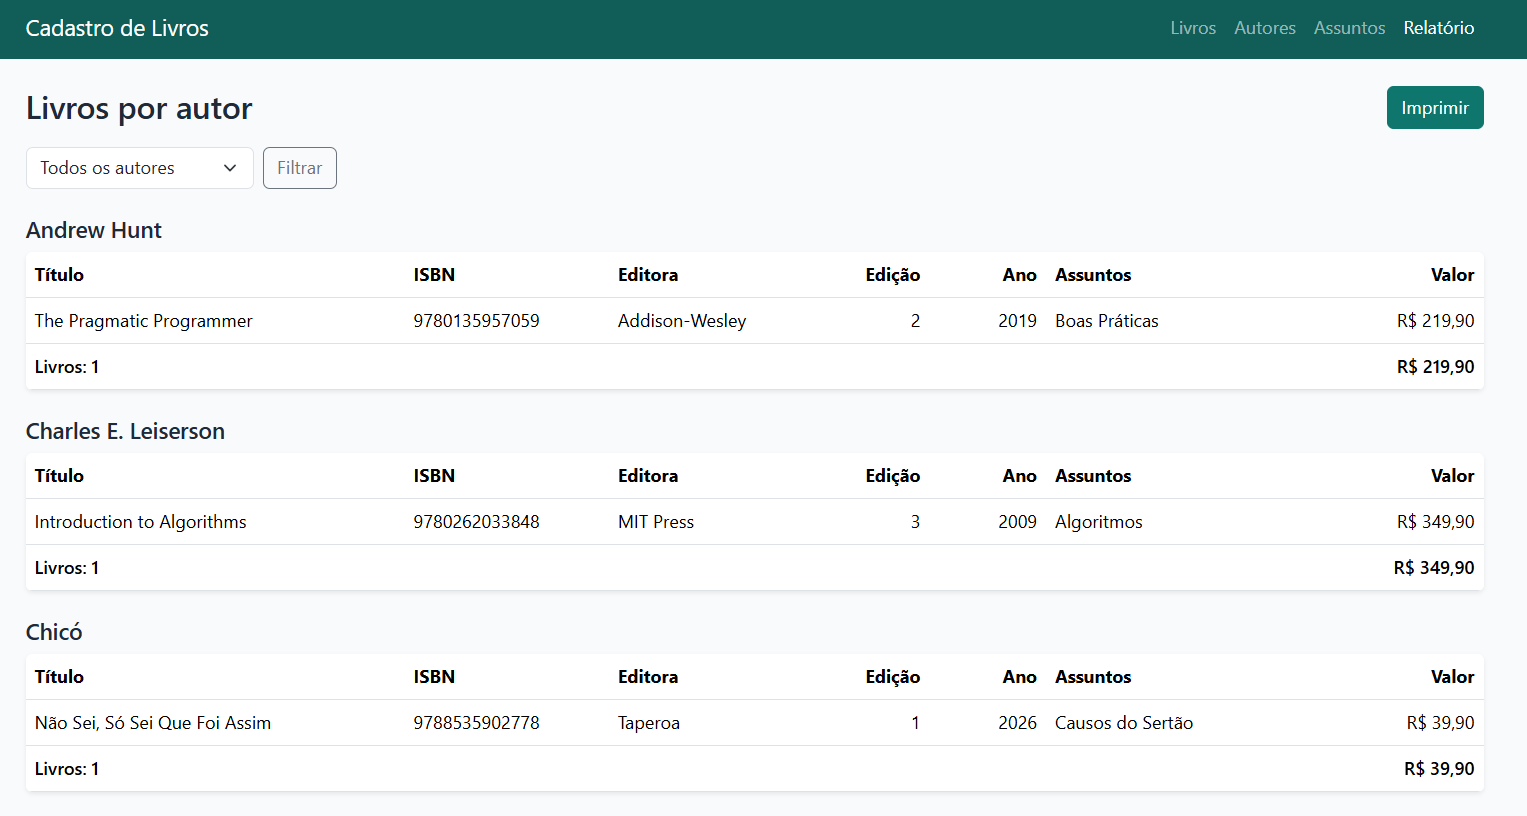 Cadastro de Livros Livros Autores Assuntos Relatório
Livros por autor Imprimir
Todos os autores Filtrar
Andrew Hunt
Título ISBN Editora Edição Ano Assuntos Valor
The Pragmatic Programmer 9780135957059 Addison-Wesley 2 2019 Boas Práticas R$ 219,90
Livros: 1 R$ 219,90
Charles E. Leiserson
Título ISBN Editora Edição Ano Assuntos Valor
Introduction to Algorithms 9780262033848 MIT Press 3 2009 Algoritmos R$ 349,90
Livros: 1 R$ 349,90
Chicó
Título ISBN Editora Edição Ano Assuntos Valor
Não Sei, Só Sei Que Foi Assim 9788535902778 Taperoa 1 2026 Causos do Sertão R$ 39,90
Livros: 1 R$ 39,90